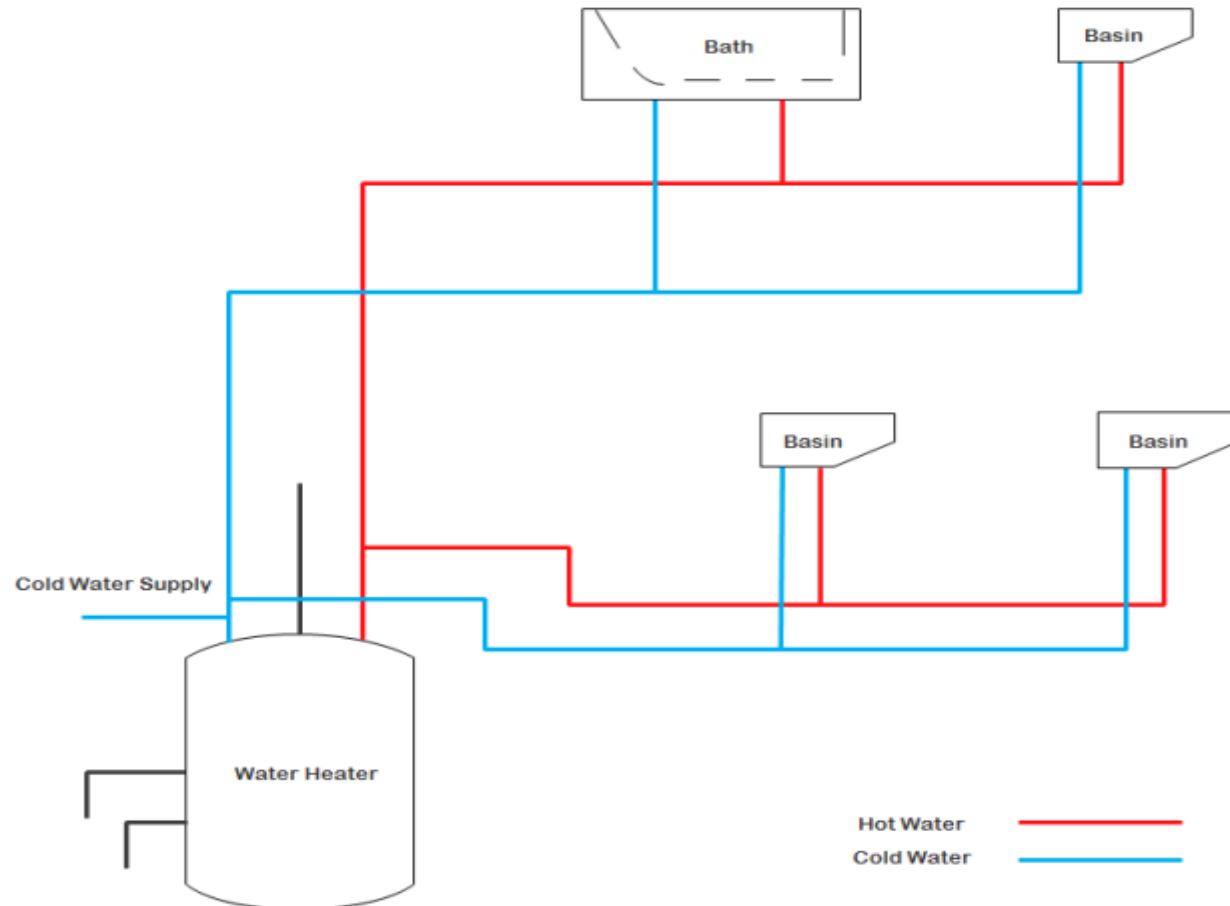 Bath
Basin
Basin
Basin
Cold Water Supply
Water Heater
Hot Water
Cold Water